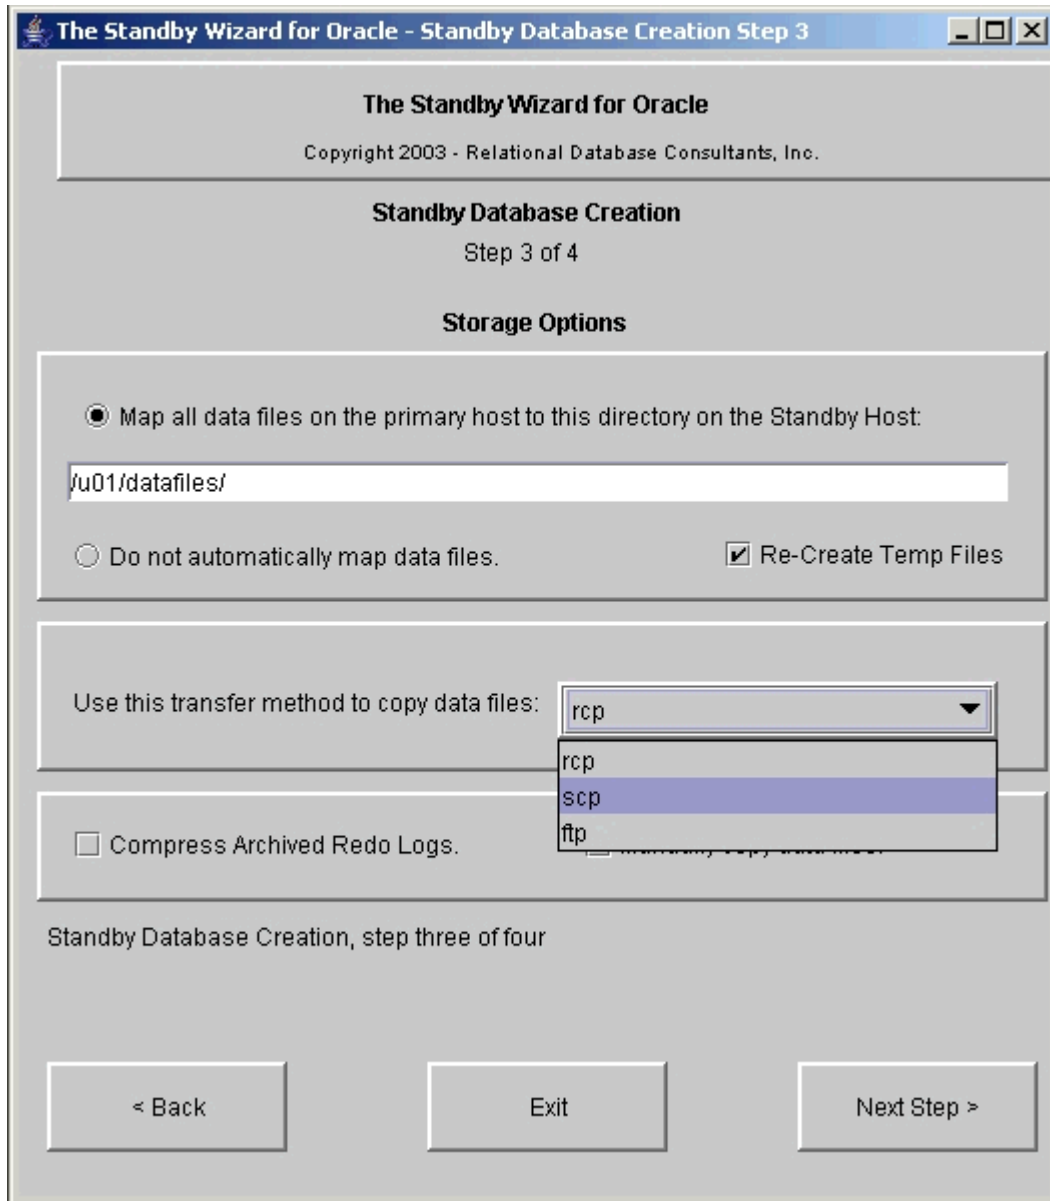 The Standby Wizard for Oracle - Standby Database Creation Step 3
The Standby Wizard for Oracle
Copyright 2003 - Relational Database Consultants, Inc.
Standby Database Creation
Step 3 of 4
Storage Options
Map all data files on the primary host to this directory on the Standby Host:
/u01/datafiles/
Do not automatically map data files.
Re-Create Temp Files
Use this transfer method to copy data files:
rcp
rcp
scp
ftp
Compress Archived Redo Logs.
Standby Database Creation, step three of four
< Back
Exit
Next Step >